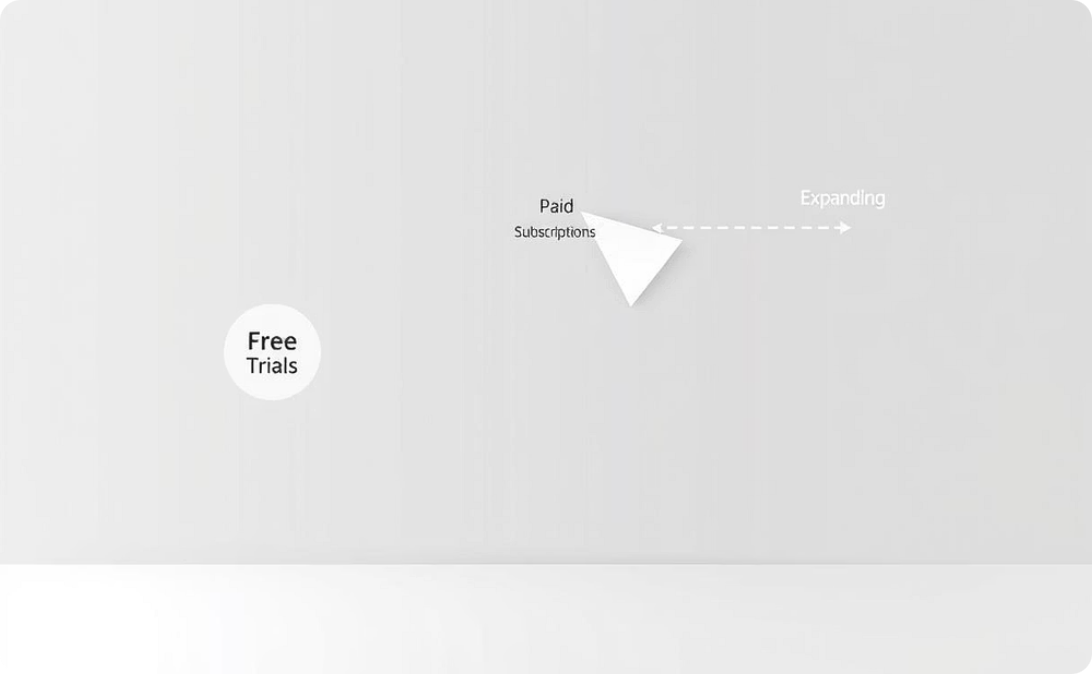 Paid
Subscriptions
Expanding
Free
Trials